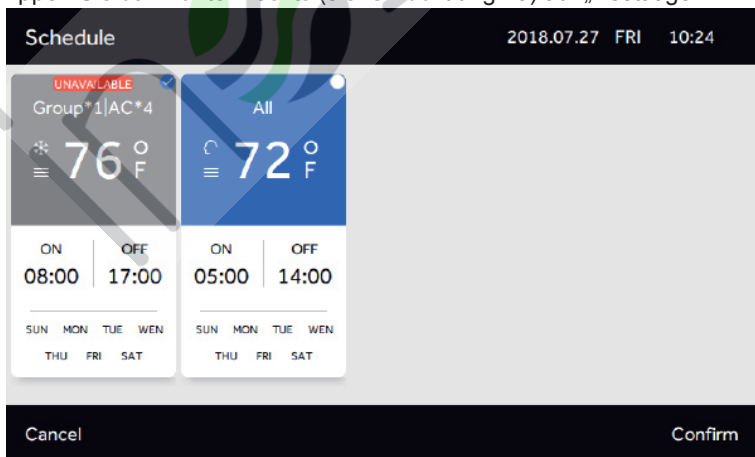 Schedule 2018.07.27 FRI 10:24
UNAVAILABLE
Group*1|AC*4
76°F
ON OFF
08:00 17:00
SUN MON TUE WEN
THU FRI SAT
All
72°F
ON OFF
05:00 14:00
SUN MON TUE WEN
THU FRI SAT
Cancel Confirm